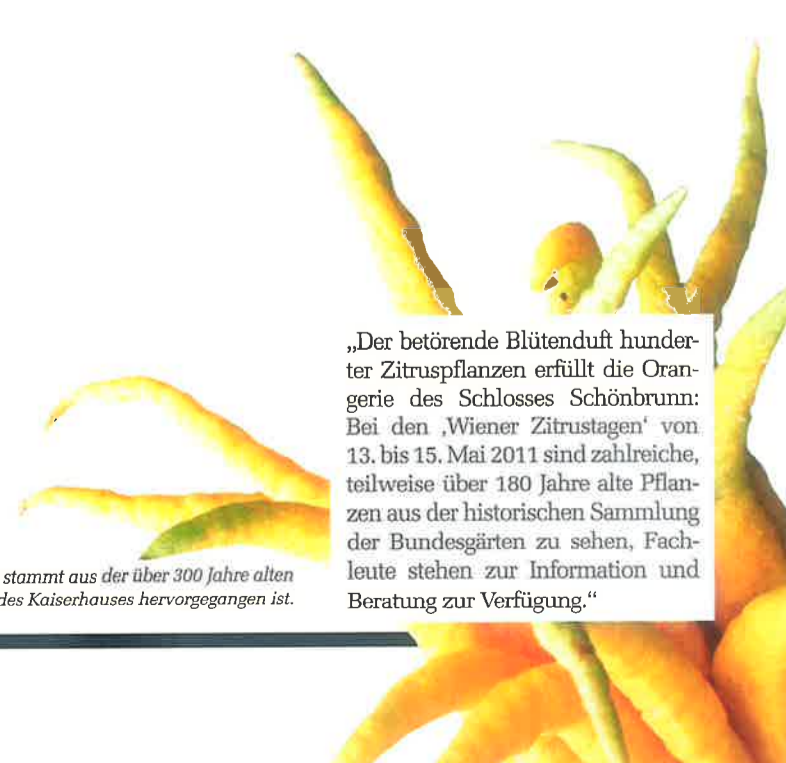 „Der betörende Blütenduft hunder-
ter Zitruspflanzen erfüllt die Oran-
gerie des Schlosses Schönbrunn:
Bei den ‚Wiener Zitrustagen‘ von
13. bis 15. Mai 2011 sind zahlreiche,
teilweise über 180 Jahre alte Pflan-
zen aus der historischen Sammlung
der Bundesgärten zu sehen, Fach-
leute stehen zur Information und
Beratung zur Verfügung.“
stammt aus der über 300 Jahre alten
des Kaiserhauses hervorgegangen ist.